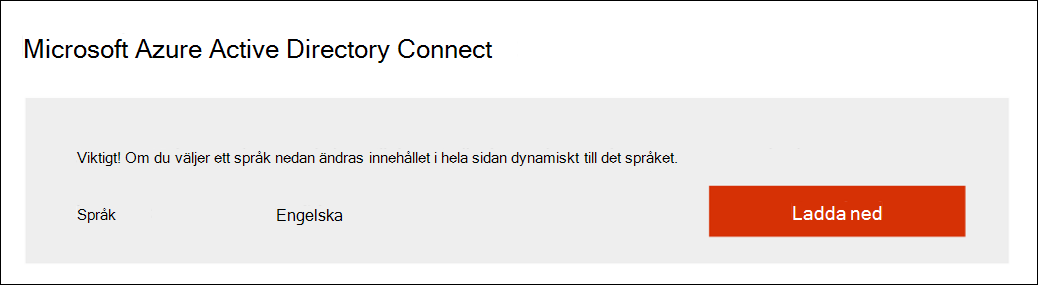 Microsoft Azure Active Directory Connect
Viktigt! Om du väljer ett språk nedan ändras innehållet i hela sidan dynamiskt till det språket.
Språk Engelska Ladda ned